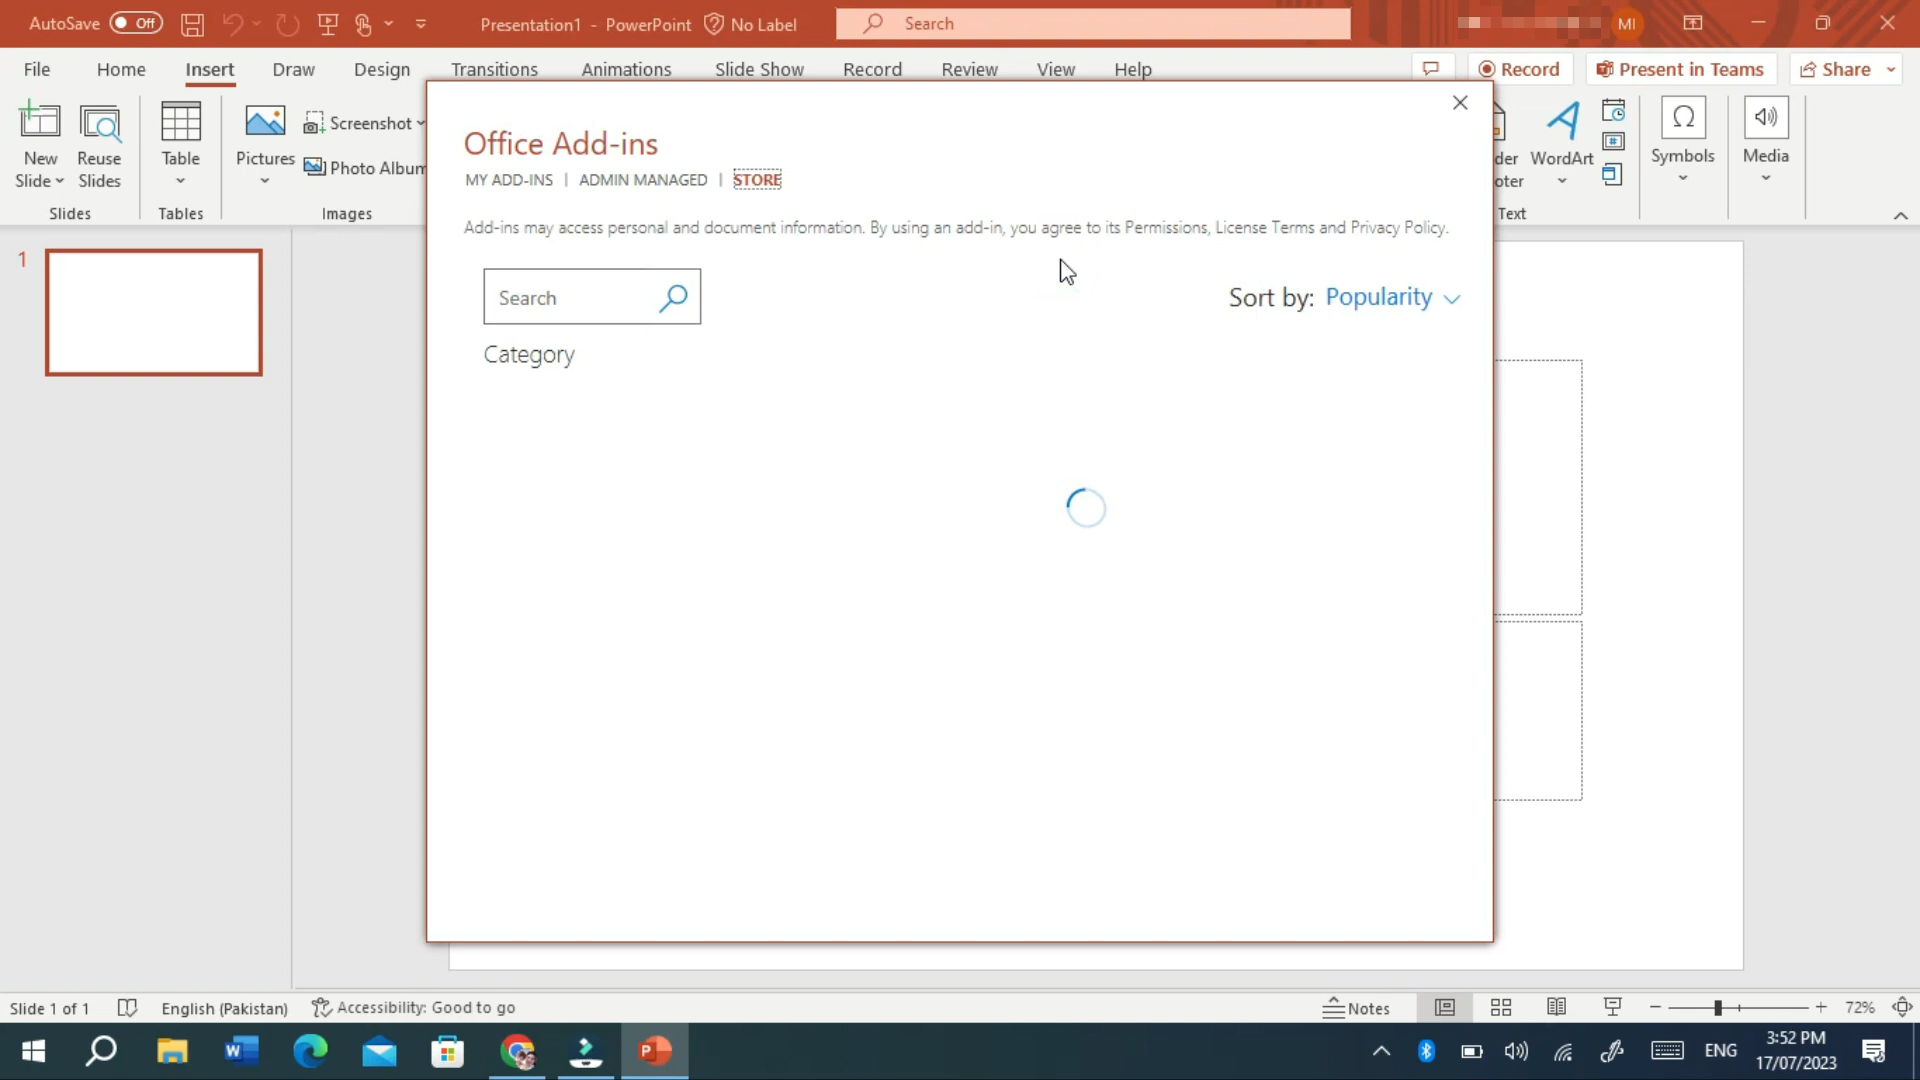 AutoSave Off
Presentation1 - PowerPoint No Label
Search
MI
File Home Insert Draw Design Transitions Animations Slide Show Record Review View Help
Record Present in Teams Share
New Slide
Reuse Slides
Table
Pictures
Screenshot
Photo Album
WordArt
Symbols
Media
Slides
Tables
Images
Text
Office Add-ins
MY ADD-INS | ADMIN MANAGED | STORE
Add-ins may access personal and document information. By using an add-in, you agree to its Permissions, License Terms and Privacy Policy.
Search
Sort by: Popularity
Category
1
Slide 1 of 1 English (Pakistan) Accessibility: Good to go
Notes
72%
ENG
3:52 PM
17/07/2023